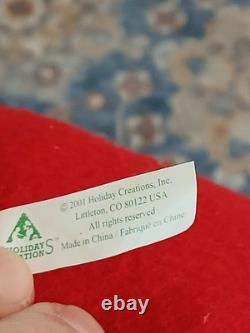 © 2001 Holiday Creations, Inc.
Littleton, CO 80122 USA
All rights reserved
Made in China / Fabriqué en Chine
HOLIDAY
CREATIONS
ebay